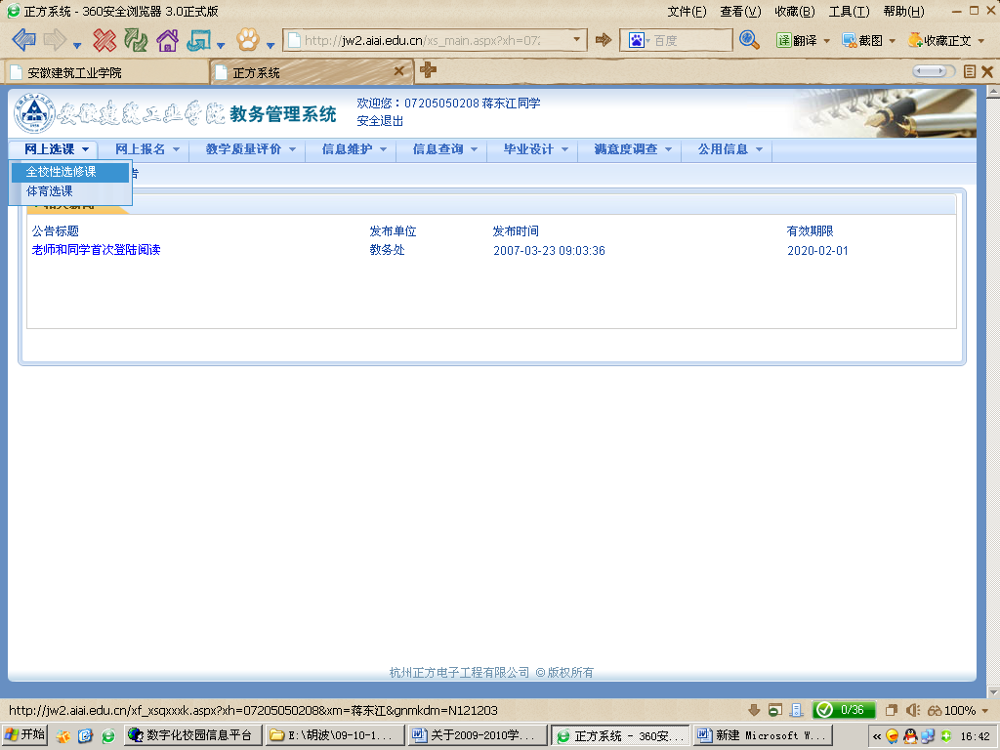 正方系统 - 360安全浏览器 3.0正式版
文件(F) 查看(V) 收藏(B) 工具(T) 帮助(H)
http://jw2.aiai.edu.cn/xs_main.aspx?xh=072
百度
翻译
截图
收藏正文
安徽建筑工业学院
正方系统
安徽建筑工业学院 教务管理系统
欢迎您：07205050208 蒋东江同学
安全退出
网上选课 网上报名 教学质量评价 信息维护 信息查询 毕业设计 满意度调查 公用信息
全校性选修课
体育选课
告
公告标题 发布单位 发布时间 有效期限
老师和同学首次登陆阅读 教务处 2007-03-23 09:03:36 2020-02-01
杭州正方电子工程有限公司 ©版权所有
http://jw2.aiai.edu.cn/xf_xsqxxxk.aspx?xh=07205050208&xm=蒋东江&gnmkdm=N121203
0/36
100%
开始
数字化校园信息平台
E:\胡波\09-10-1...
关于2009-2010学...
正方系统 - 360安...
新建 Microsoft W...
16:42